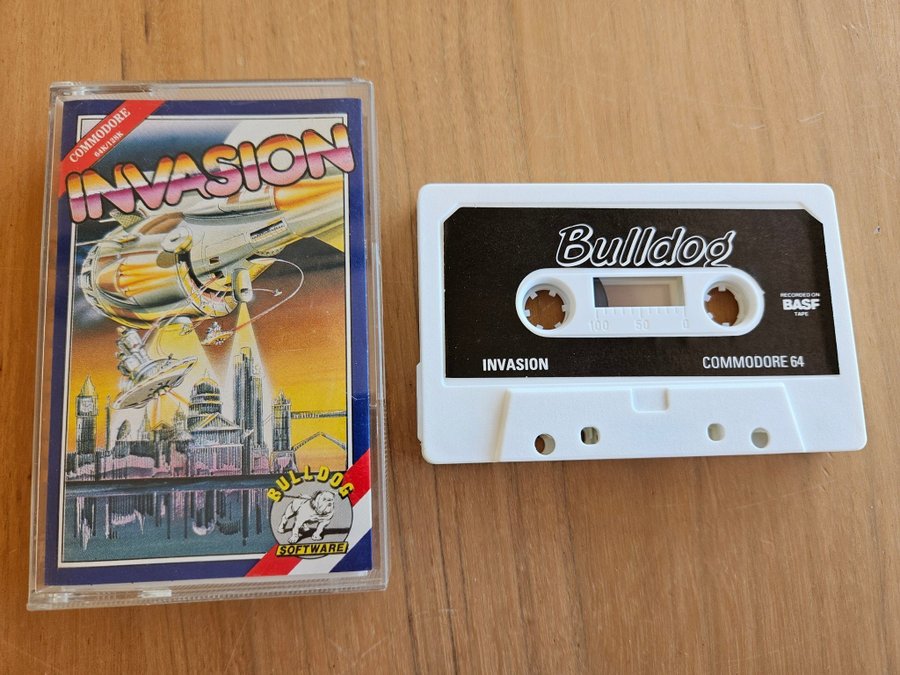 COMMODORE
64K/128K
INVASION
BULLDOG
SOFTWARE
Bulldog
RECORDED ON
BASF
TAPE
100 50 0
INVASION
COMMODORE 64